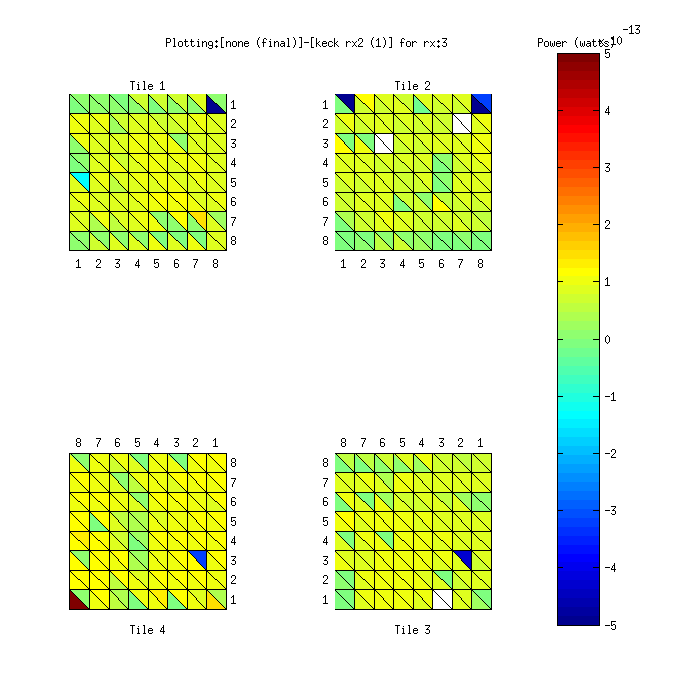 Plotting:[none (final)]-[keck rx2 (1)] for rx:3
Power (watts)
x 10 -13
Tile 1
Tile 2
1 2 3 4 5 6 7 8
1 2 3 4 5 6 7 8
1 2 3 4 5 6 7 8
1 2 3 4 5 6 7 8
8 7 6 5 4 3 2 1
8 7 6 5 4 3 2 1
8 7 6 5 4 3 2 1
8 7 6 5 4 3 2 1
Tile 4
Tile 3
5
4
3
2
1
0
-1
-2
-3
-4
-5